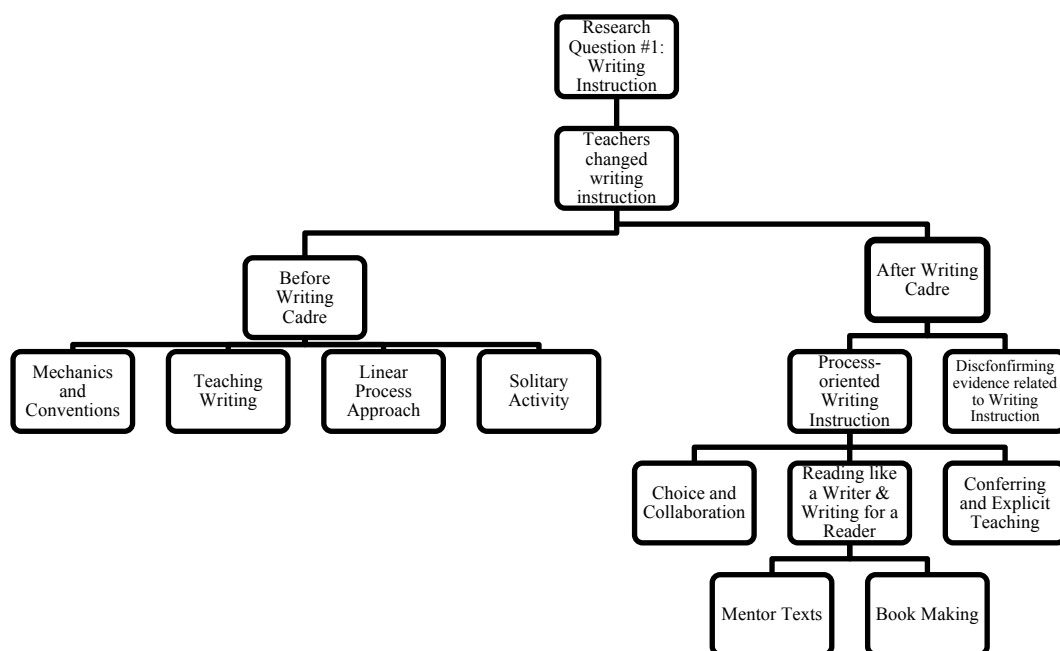 Research
Question #1:
Writing
Instruction
Teachers
changed
writing
instruction
Before
Writing
Cadre
After Writing
Cadre
Mechanics
and
Conventions
Teaching
Writing
Linear
Process
Approach
Solitary
Activity
Process-
oriented
Writing
Instruction
Discfonfirming
evidence related
to Writing
Instruction
Choice and
Collaboration
Reading like
a Writer &
Writing for a
Reader
Conferring
and Explicit
Teaching
Mentor Texts
Book Making